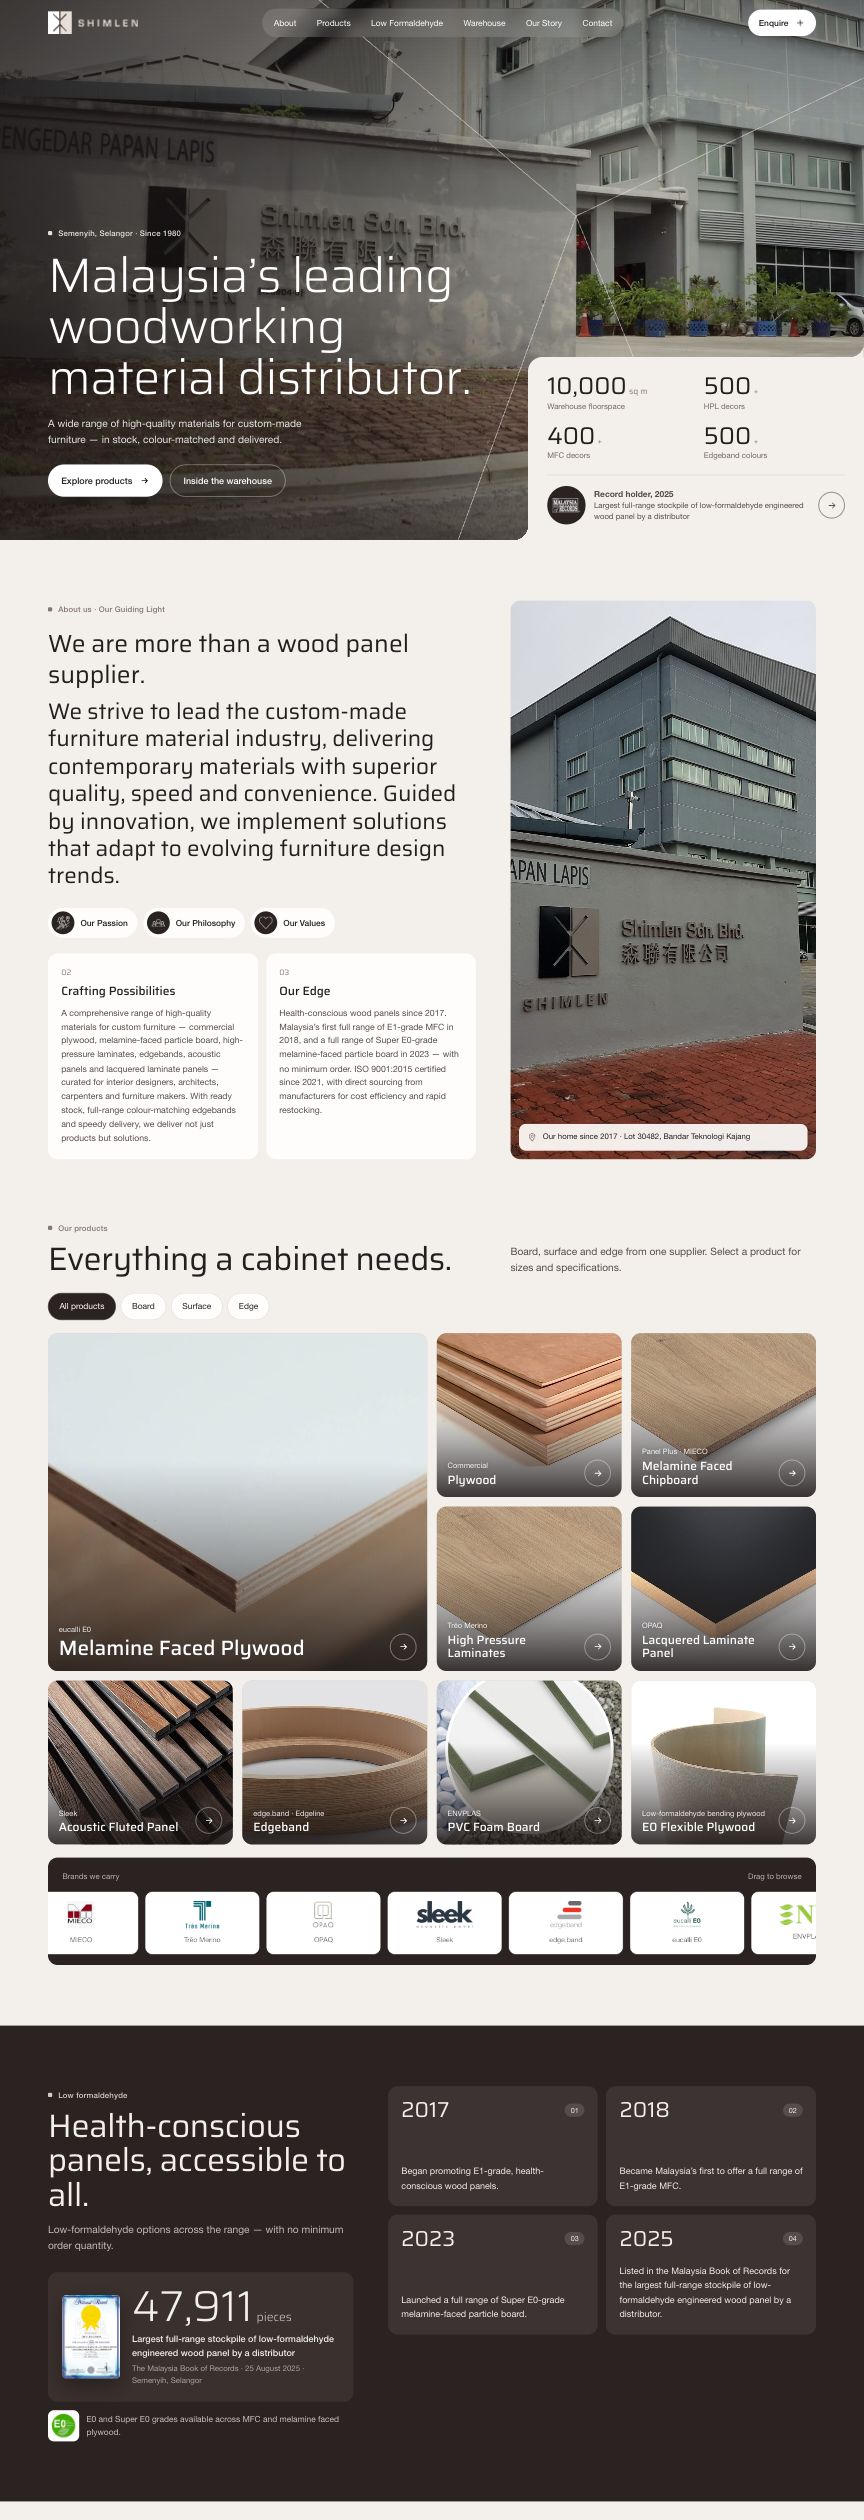 SHIMLEN
About
Products
Low Formaldehyde
Warehouse
Our Story
Contact
Enquire +
ENGEDAR PAPAN LAPIS
Shimlen Sdn. Bhd.
森聯有限公司
Semenyih, Selangor · Since 1980
Malaysia's leading
woodworking
material distributor.
A wide range of high-quality materials for custom-made
furniture — in stock, colour-matched and delivered.
Explore products →
Inside the warehouse
10,000 sq m
Warehouse floorspace
500 +
HPL decors
400 +
MFC decors
500 +
Edgeband colours
MALAYSIA
RECORDS
Record holder, 2025
Largest full-range stockpile of low-formaldehyde engineered
wood panel by a distributor
About us · Our Guiding Light
We are more than a wood panel
supplier.
We strive to lead the custom-made
furniture material industry, delivering
contemporary materials with superior
quality, speed and convenience. Guided
by innovation, we implement solutions
that adapt to evolving furniture design
trends.
Our Passion
Our Philosophy
Our Values
02
Crafting Possibilities
A comprehensive range of high-quality
materials for custom furniture — commercial
plywood, melamine-faced particle board, high-
pressure laminates, edgebands, acoustic
panels and lacquered laminate panels —
curated for interior designers, architects,
carpenters and furniture makers. With ready
stock, full-range colour-matching edgebands
and speedy delivery, we deliver not just
products but solutions.
03
Our Edge
Health-conscious wood panels since 2017.
Malaysia's first full range of E1-grade MFC in
2018, and a full range of Super E0-grade
melamine-faced particle board in 2023 — with
no minimum order. ISO 9001:2015 certified
since 2021, with direct sourcing from
manufacturers for cost efficiency and rapid
restocking.
APAN LAPIS
Shimlen Sdn. Bhd.
森聯有限公司
SHIMLEN
Our home since 2017 · Lot 30482, Bandar Teknologi Kajang
Our products
Everything a cabinet needs.
Board, surface and edge from one supplier. Select a product for
sizes and specifications.
All products
Board
Surface
Edge
eucalli E0
Melamine Faced Plywood
Commercial
Plywood
Panel Plus · MIECO
Melamine Faced
Chipboard
Trēo Merino
High Pressure
Laminates
OPAQ
Lacquered Laminate
Panel
Sleek
Acoustic Fluted Panel
edge.band · Edgeline
Edgeband
ENVPLAS
PVC Foam Board
Low-formaldehyde bending plywood
E0 Flexible Plywood
Brands we carry
Drag to browse
MIECO
MIECO
Trēo Merino
Trēo Merino
OPAQ
OPAQ
sleek
Sleek
edgeband
edge.band
eucalli E0
eucalli E0
EN
ENVPLA
Low formaldehyde
Health-conscious
panels, accessible to
all.
Low-formaldehyde options across the range — with no minimum
order quantity.
47,911 pieces
Largest full-range stockpile of low-formaldehyde
engineered wood panel by a distributor
The Malaysia Book of Records · 25 August 2025 ·
Semenyih, Selangor
E0
E0 and Super E0 grades available across MFC and melamine faced
plywood.
2017
01
Began promoting E1-grade, health-
conscious wood panels.
2018
02
Became Malaysia's first to offer a full range of
E1-grade MFC.
2023
03
Launched a full range of Super E0-grade
melamine-faced particle board.
2025
04
Listed in the Malaysia Book of Records for
the largest full-range stockpile of low-
formaldehyde engineered wood panel by a
distributor.